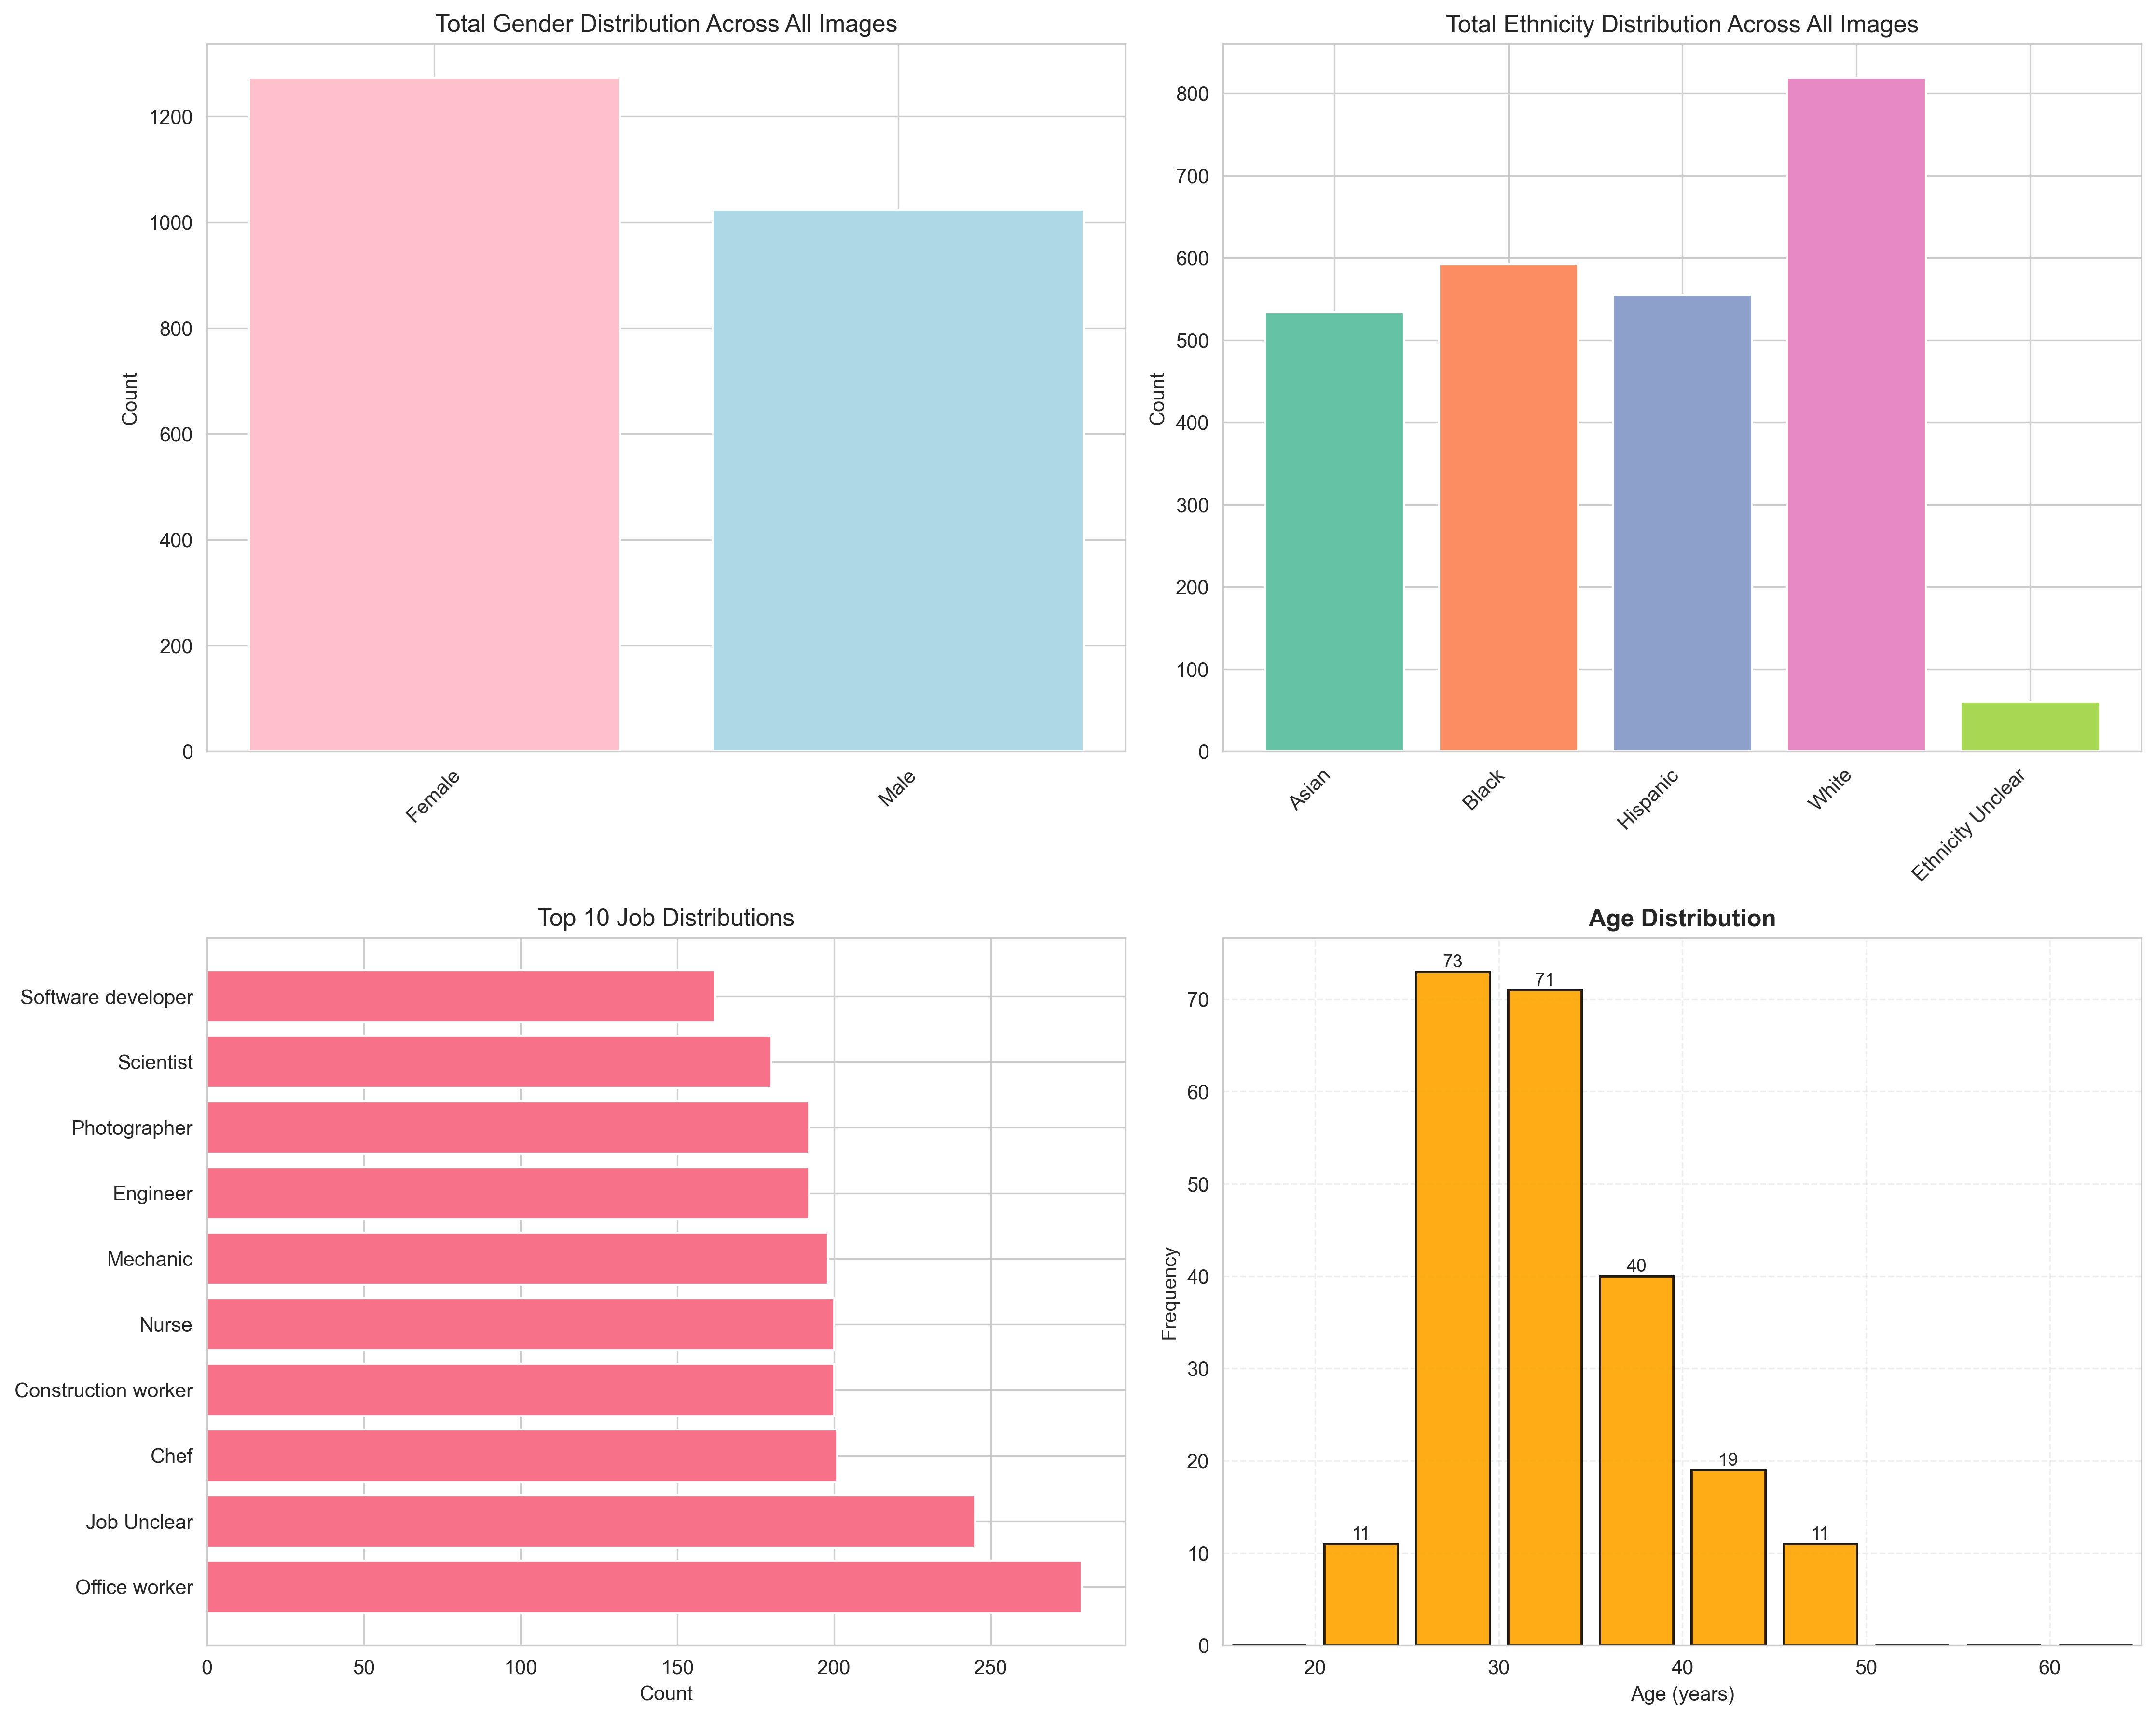 Total Gender Distribution Across All Images
Count
1200
1000
800
600
400
200
0
Female
Male
Total Ethnicity Distribution Across All Images
Count
800
700
600
500
400
300
200
100
0
Asian
Black
Hispanic
White
Ethnicity Unclear
Top 10 Job Distributions
Software developer
Scientist
Photographer
Engineer
Mechanic
Nurse
Construction worker
Chef
Job Unclear
Office worker
0 50 100 150 200 250
Count
Age Distribution
Frequency
70
60
50
40
30
20
10
0
11
73
71
40
19
11
20 30 40 50 60
Age (years)